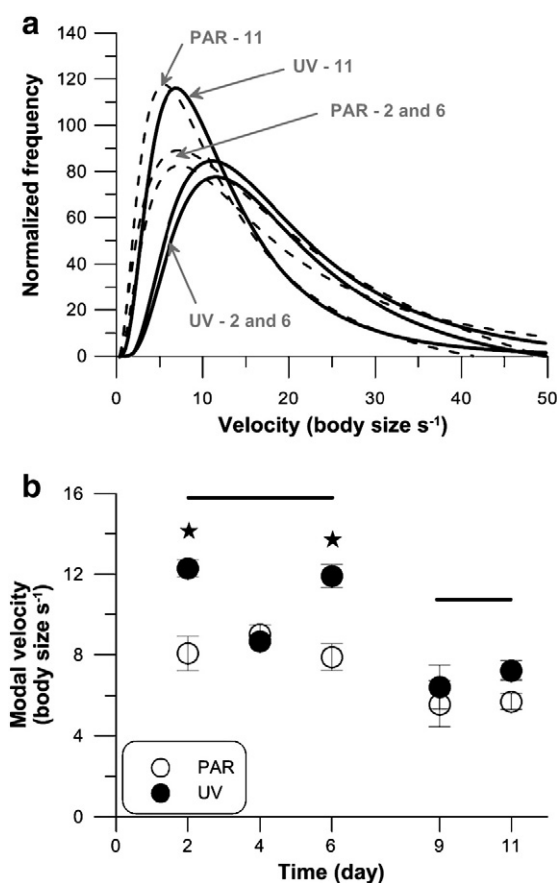 a
Normalized frequency
140
120
100
80
60
40
20
0
PAR - 11
UV - 11
PAR - 2 and 6
UV - 2 and 6
0 10 20 30 40 50
Velocity (body size s⁻¹)
b
Modal velocity
(body size s⁻¹)
16
12
8
4
0
★ ★
PAR
UV
0 2 4 6 9 11
Time (day)